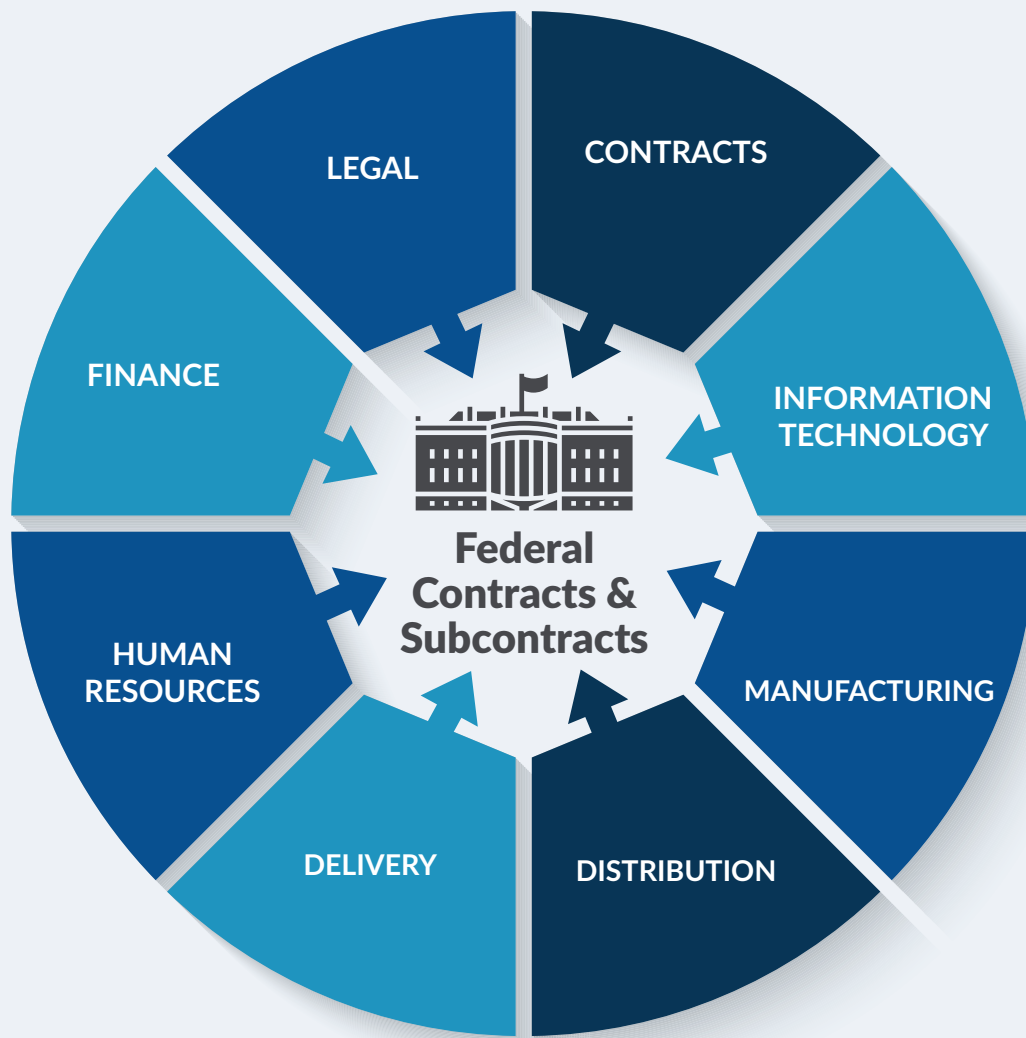 LEGAL
CONTRACTS
FINANCE
INFORMATION
TECHNOLOGY
Federal
Contracts &
Subcontracts
HUMAN
RESOURCES
MANUFACTURING
DELIVERY
DISTRIBUTION